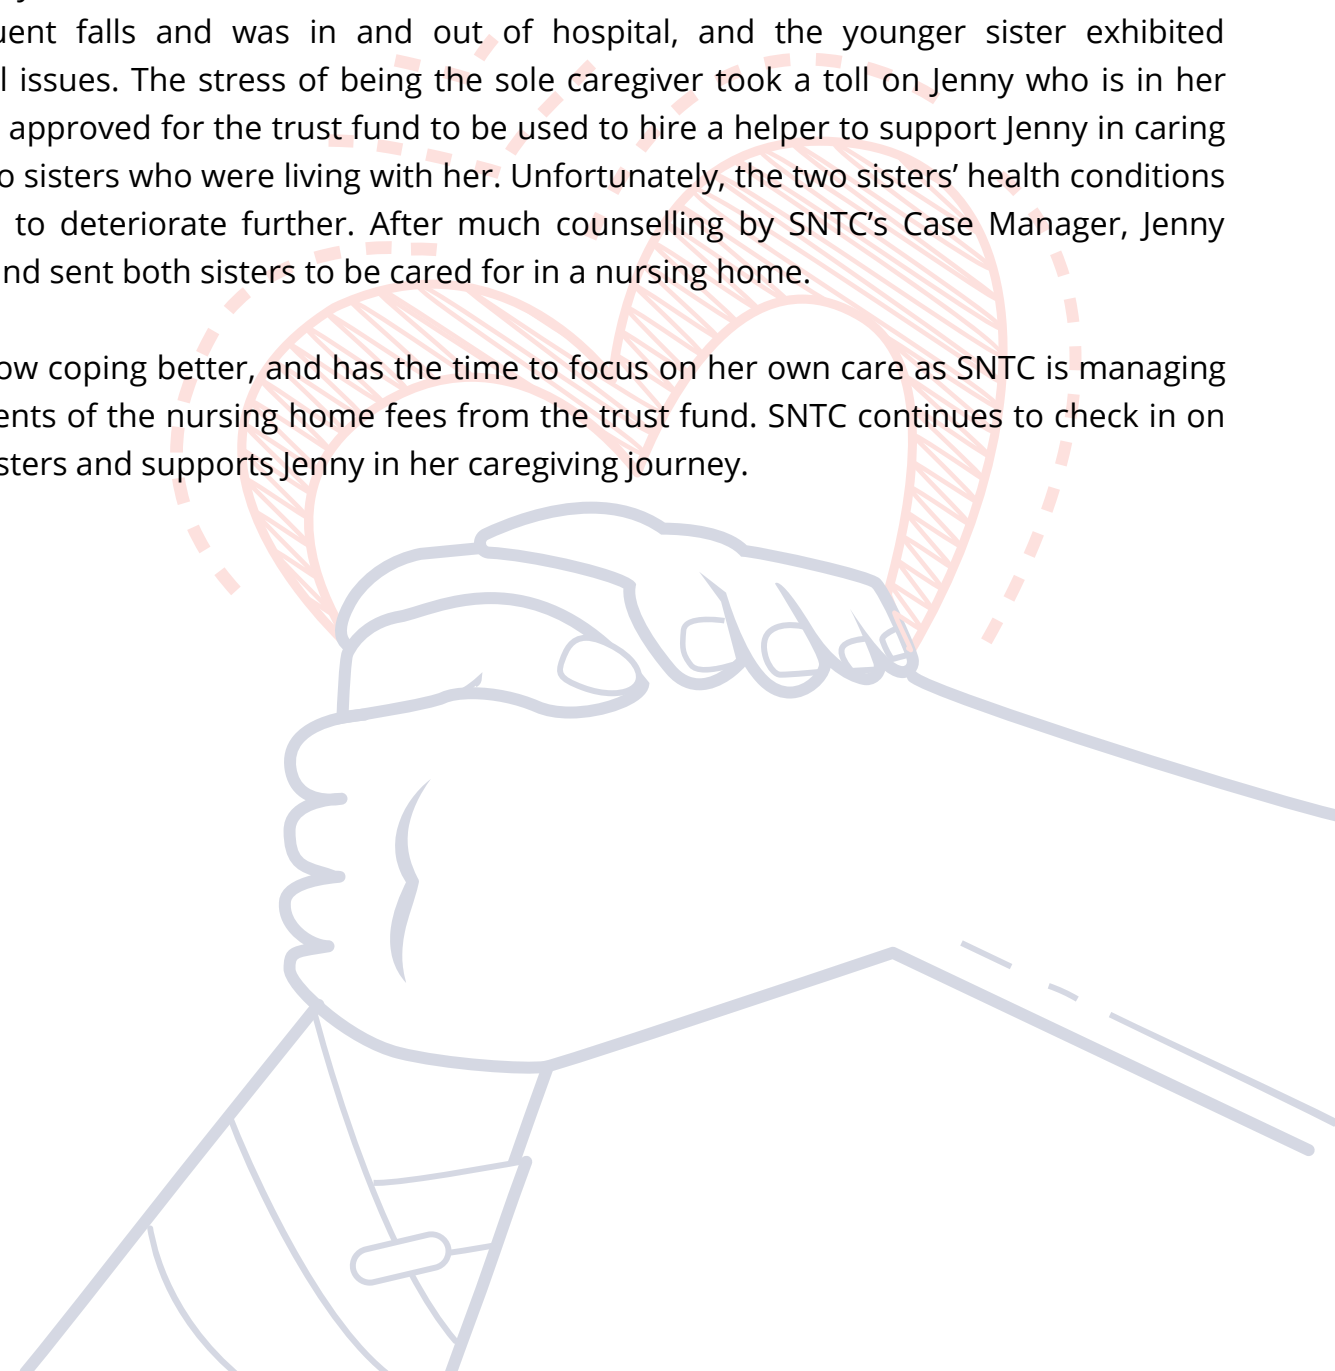 uent falls and was in and out of hospital, and the younger sister exhibited
l issues. The stress of being the sole caregiver took a toll on Jenny who is in her
approved for the trust fund to be used to hire a helper to support Jenny in caring
o sisters who were living with her. Unfortunately, the two sisters’ health conditions
to deteriorate further. After much counselling by SNTC’s Case Manager, Jenny
nd sent both sisters to be cared for in a nursing home.
ow coping better, and has the time to focus on her own care as SNTC is managing
ents of the nursing home fees from the trust fund. SNTC continues to check in on
sters and supports Jenny in her caregiving journey.